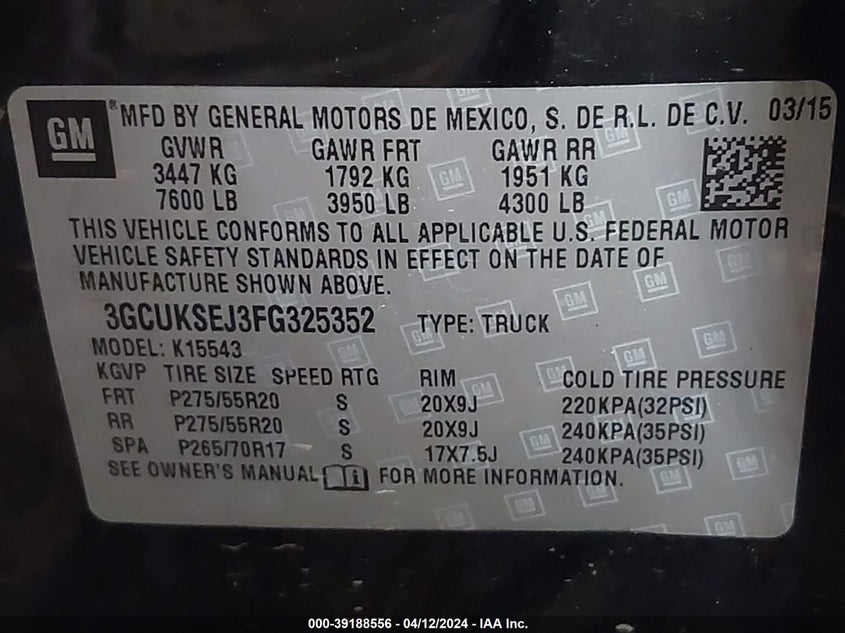 GM ® MFD BY GENERAL MOTORS DE MEXICO, S. DE R.L. DE C.V. 03/15
GVWR GAWR FRT GAWR RR
3447 KG 1792 KG 1951 KG
7600 LB 3950 LB 4300 LB
THIS VEHICLE CONFORMS TO ALL APPLICABLE U.S. FEDERAL MOTOR
VEHICLE SAFETY STANDARDS IN EFFECT ON THE DATE OF
MANUFACTURE SHOWN ABOVE.
3GCUKSEJ3FG325352 TYPE: TRUCK
MODEL: K15543
KGVP TIRE SIZE SPEED RTG RIM COLD TIRE PRESSURE
FRT P275/55R20 S 20X9J 220KPA(32PSI)
RR P275/55R20 S 20X9J 240KPA(35PSI)
SPA P265/70R17 S 17X7.5J 240KPA(35PSI)
SEE OWNER'S MANUAL FOR MORE INFORMATION.
000-39188556 - 04/12/2024 - IAA Inc.